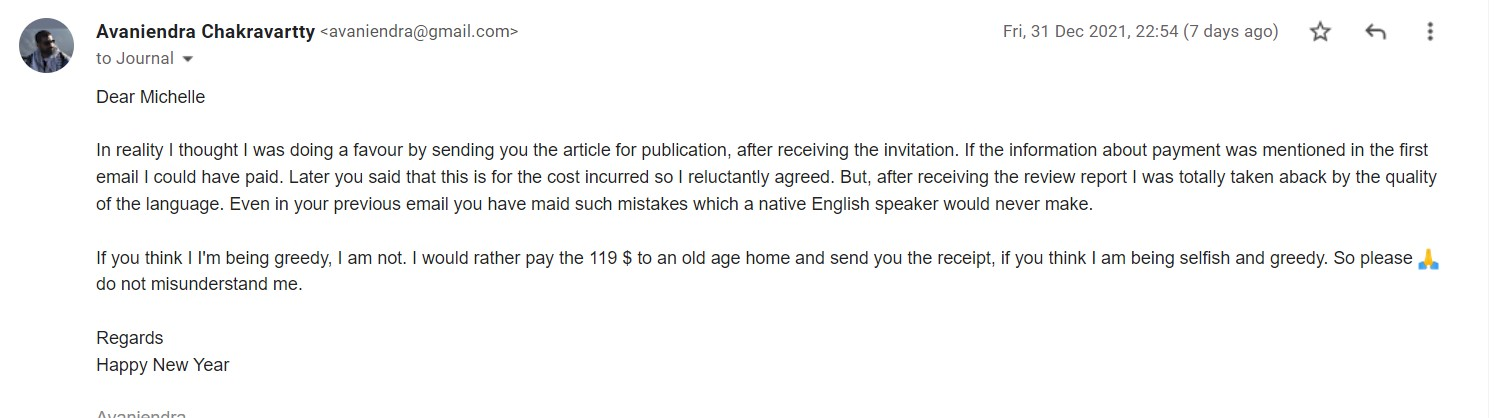 Avaniendra Chakravartty <avaniendra@gmail.com>
Fri, 31 Dec 2021, 22:54 (7 days ago)
to Journal
Dear Michelle
In reality I thought I was doing a favour by sending you the article for publication, after receiving the invitation. If the information about payment was mentioned in the first
email I could have paid. Later you said that this is for the cost incurred so I reluctantly agreed. But, after receiving the review report I was totally taken aback by the quality
of the language. Even in your previous email you have maid such mistakes which a native English speaker would never make.
If you think I I'm being greedy, I am not. I would rather pay the 119 $ to an old age home and send you the receipt, if you think I am being selfish and greedy. So please 🙏
do not misunderstand me.
Regards
Happy New Year
Avaniendra